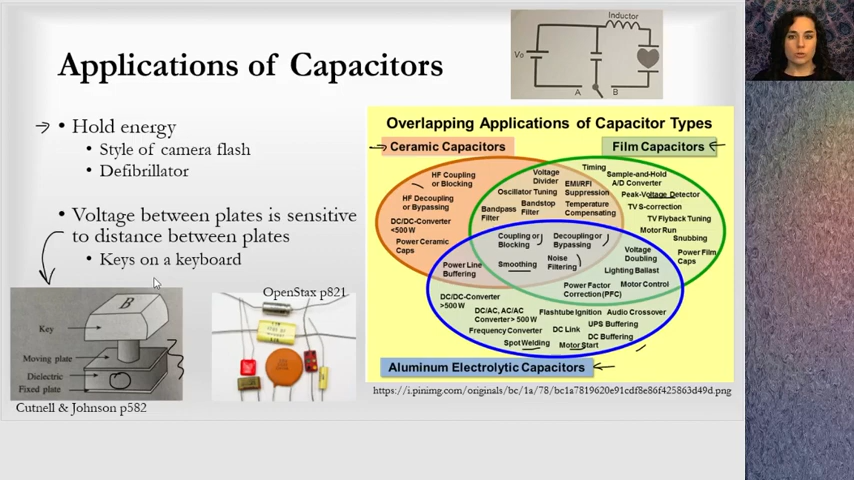 Inductor
Vo
A
B
Applications of Capacitors
• Hold energy
• Style of camera flash
• Defibrillator
• Voltage between plates is sensitive
to distance between plates
• Keys on a keyboard
B
Key
Moving plate
Dielectric
Fixed plate
Cutnell & Johnson p582
OpenStax p821
Overlapping Applications of Capacitor Types
Ceramic Capacitors
Film Capacitors
HF Coupling
or Blocking
HF Decoupling
or Bypassing
DC/DC-Converter
<500 W
Power Ceramic
Caps
Voltage
Divider
Oscillator Tuning
EMI/RFI
Suppression
Bandpass
Filter
Bandstop
Filter
Temperature
Compensating
Timing
Sample-and-Hold
A/D Converter
Peak-Voltage Detector
TV S-correction
TV Flyback Tuning
Motor Run
Snubbing
Power Film
Caps
Coupling or
Blocking
Decoupling or
Bypassing
Smoothing
Noise
Filtering
Power Line
Buffering
Voltage
Doubling
Lighting Ballast
Power Factor
Correction (PFC)
Motor Control
DC/DC-Converter
>500 W
DC/AC, AC/AC
Converter > 500 W
Flashtube Ignition
Audio Crossover
Frequency Converter
DC Link
UPS Buffering
DC Buffering
Spot Welding
Motor Start
Aluminum Electrolytic Capacitors
https://i.pinimg.com/originals/bc/1a/78/bc1a7819620e91cdf8e86f425863d49d.png